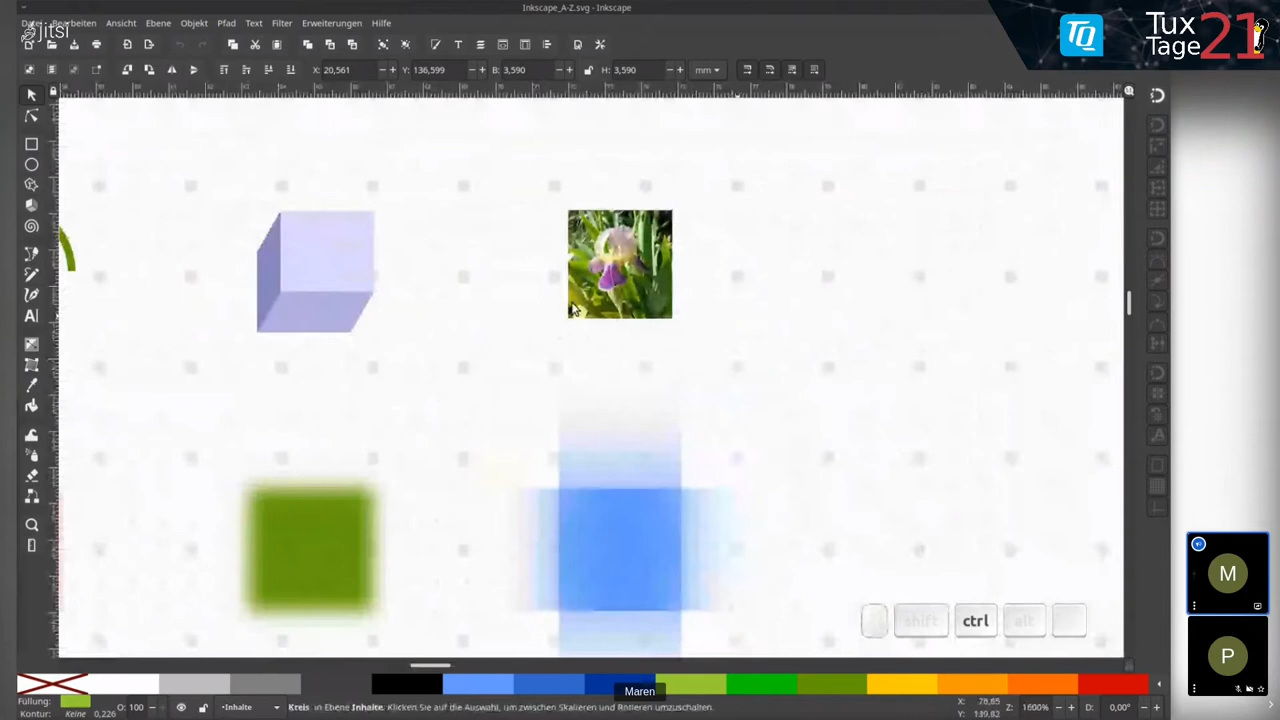 Inkscape_A-Z.svg - Inkscape
Datei Bearbeiten Ansicht Ebene Objekt Pfad Text Filter Erweiterungen Hilfe
Jitsi
TQ
Tux
Tage 21
X: 20,561 Y: 136,599 B: 3,590 H: 3,590 mm
shift ctrl alt
M
P
Maren
Füllung:
Kontur: Keine 0,226
O: 100
-Inhalte
Kreis in Ebene Inhalte. Klicken Sie auf die Auswahl, um zwischen Skalieren und Rotieren umzuschalten.
X: 78,65
Y: 139,82
Z: 1600%
D: 0,00°